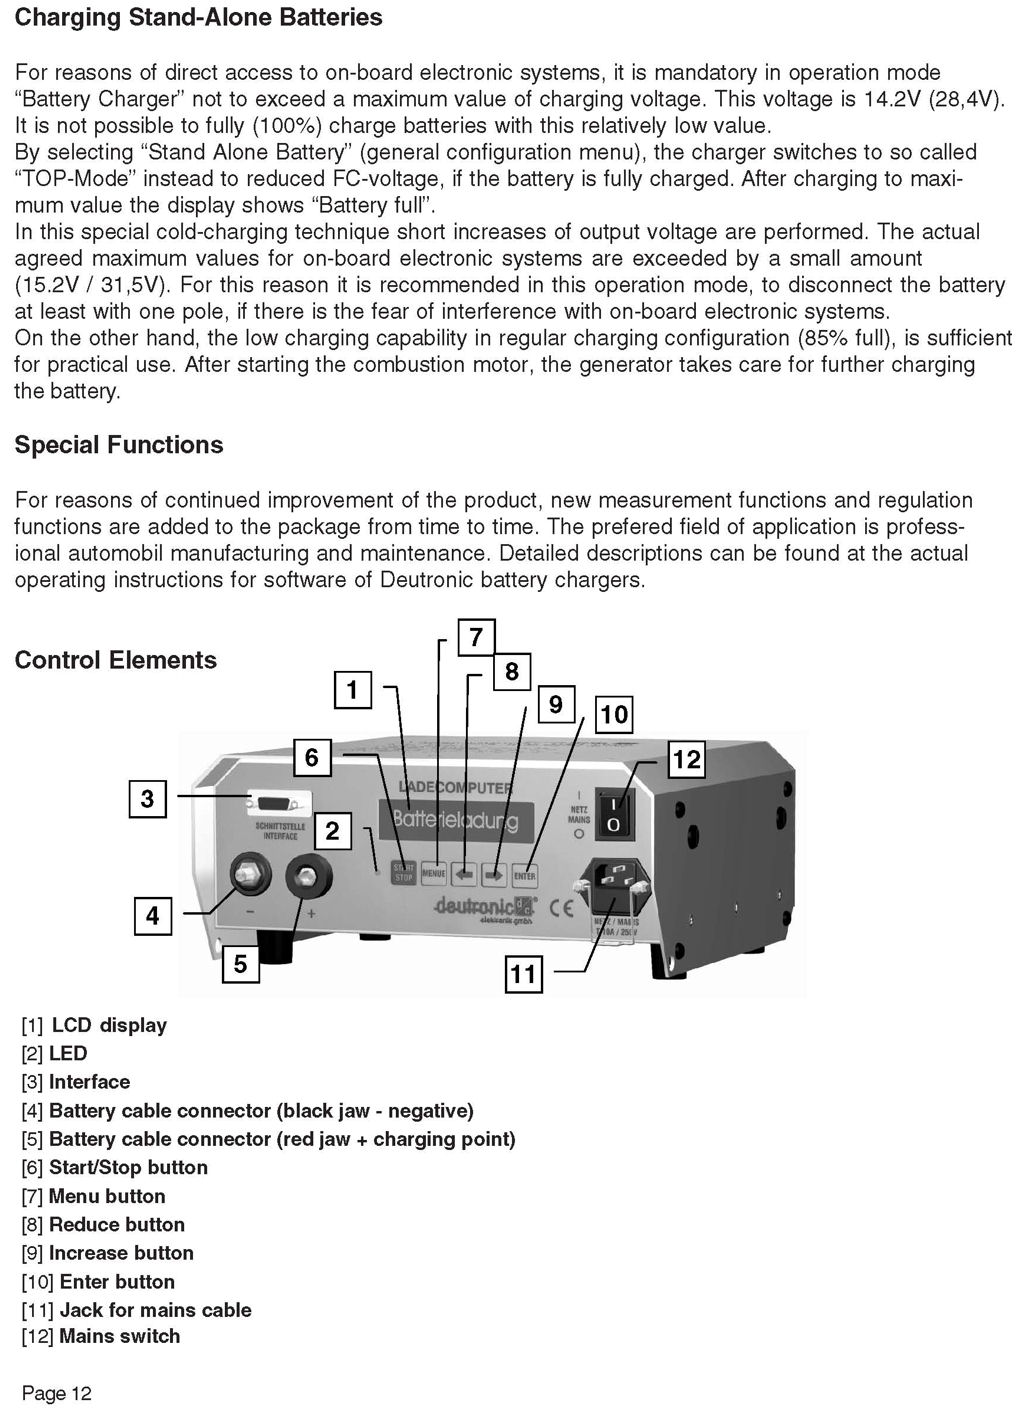 Charging Stand-Alone Batteries
For reasons of direct access to on-board electronic systems, it is mandatory in operation mode
“Battery Charger” not to exceed a maximum value of charging voltage. This voltage is 14.2V (28,4V).
It is not possible to fully (100%) charge batteries with this relatively low value.
By selecting “Stand Alone Battery” (general configuration menu), the charger switches to so called
“TOP-Mode” instead to reduced FC-voltage, if the battery is fully charged. After charging to maxi-
mum value the display shows “Battery full”.
In this special cold-charging technique short increases of output voltage are performed. The actual
agreed maximum values for on-board electronic systems are exceeded by a small amount
(15.2V / 31,5V). For this reason it is recommended in this operation mode, to disconnect the battery
at least with one pole, if there is the fear of interference with on-board electronic systems.
On the other hand, the low charging capability in regular charging configuration (85% full), is sufficient
for practical use. After starting the combustion motor, the generator takes care for further charging
the battery.
Special Functions
For reasons of continued improvement of the product, new measurement functions and regulation
functions are added to the package from time to time. The prefered field of application is profess-
ional automobil manufacturing and maintenance. Detailed descriptions can be found at the actual
operating instructions for software of Deutronic battery chargers.
Control Elements
7
8
1
9
10
6
12
3
2
4
5
11
LADECOMPUTER
Batterieladung
SCHNITTSTELLE
INTERFACE
START
STOP
MENUE
ENTER
I
NETZ
MAINS
O
I
O
deutronic
elektronik gmbh
CE
NETZ / MAINS
T 10A / 250V
- +
[1] LCD display
[2] LED
[3] Interface
[4] Battery cable connector (black jaw - negative)
[5] Battery cable connector (red jaw + charging point)
[6] Start/Stop button
[7] Menu button
[8] Reduce button
[9] Increase button
[10] Enter button
[11] Jack for mains cable
[12] Mains switch
Page 12